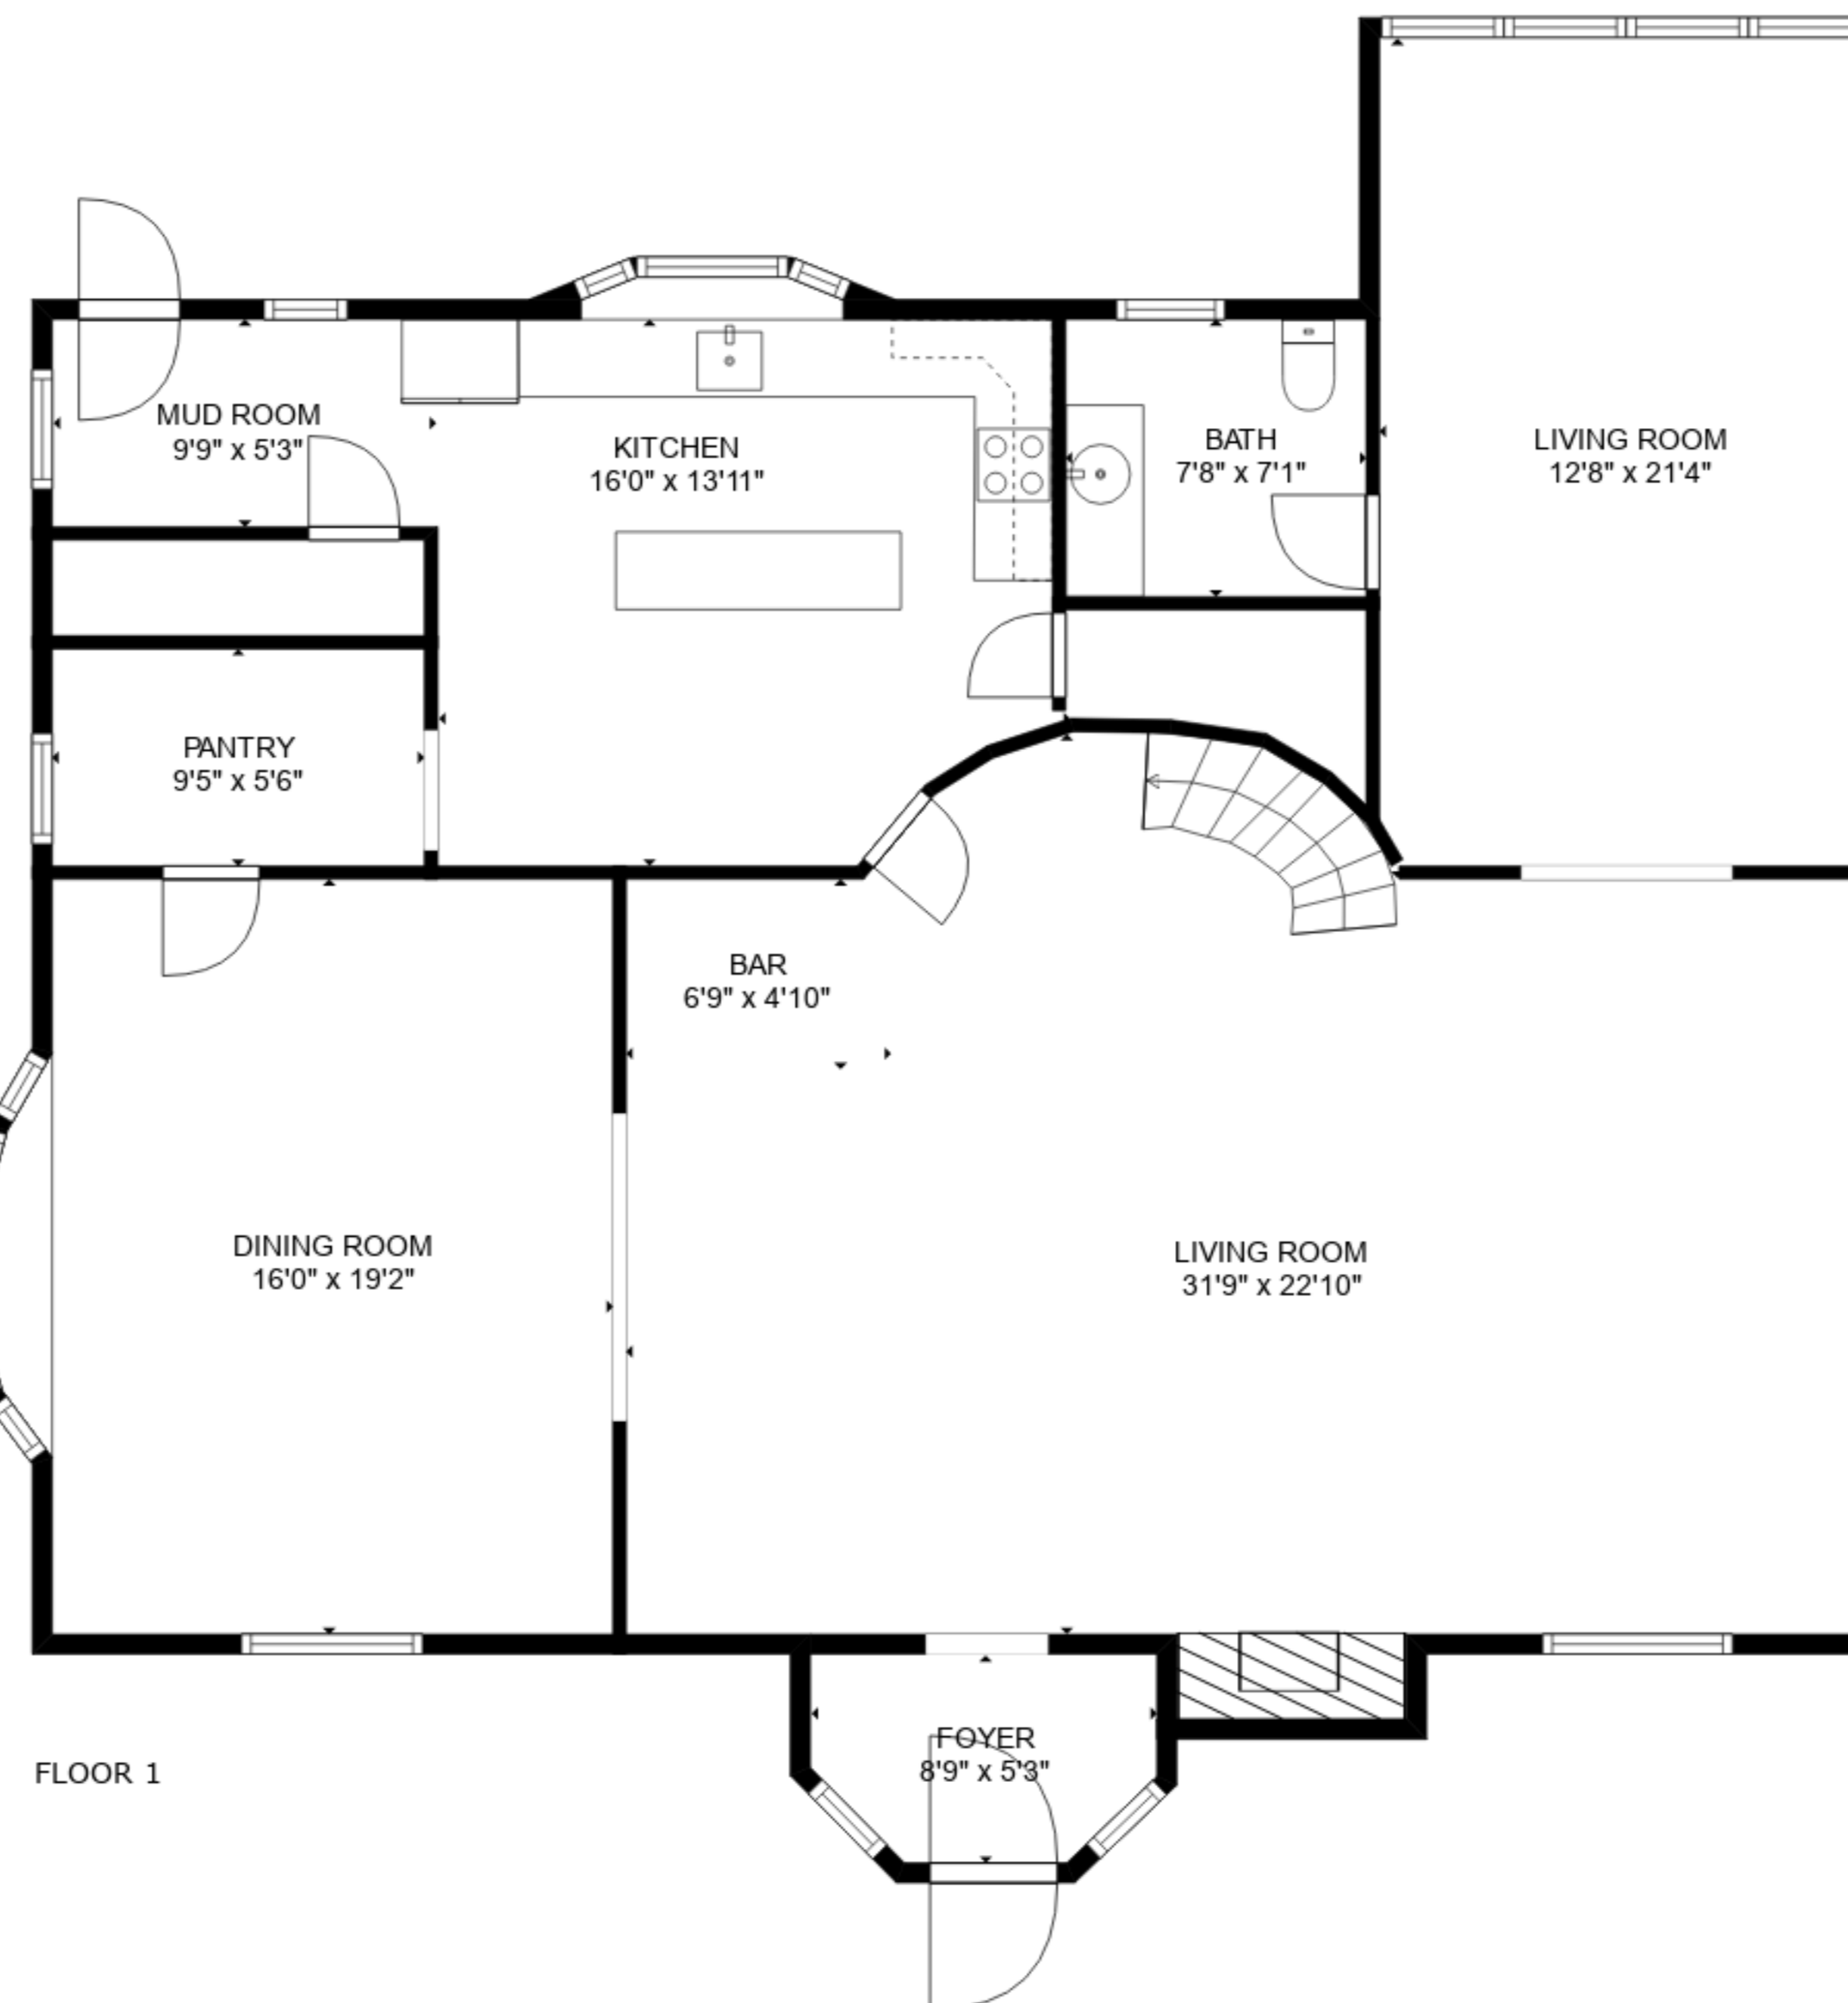 MUD ROOM
9'9" x 5'3"
KITCHEN
16'0" x 13'11"
BATH
7'8" x 7'1"
LIVING ROOM
12'8" x 21'4"
PANTRY
9'5" x 5'6"
BAR
6'9" x 4'10"
DINING ROOM
16'0" x 19'2"
LIVING ROOM
31'9" x 22'10"
FOYER
8'9" x 5'3"
FLOOR 1